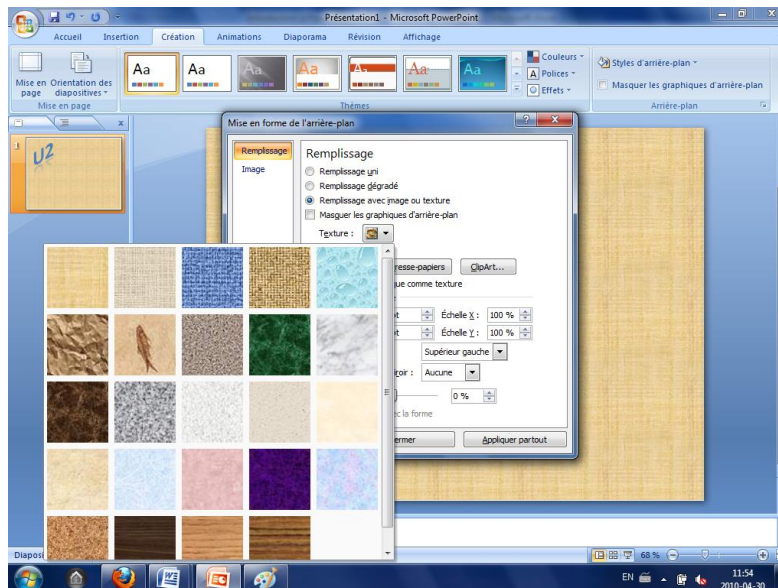 Présentation1 - Microsoft PowerPoint
Accueil Insertion Création Animations Diaporama Révision Affichage
Mise en page
Orientation des diapositives
Aa Aa Aa Aa Aa Aa Aa
Couleurs
Polices
Effets
Styles d'arrière-plan
Masquer les graphiques d'arrière-plan
Mise en page Thèmes Arrière-plan
Mise en forme de l'arrière-plan
Remplissage
Image
Remplissage
Remplissage uni
Remplissage dégradé
Remplissage avec image ou texture
Masquer les graphiques d'arrière-plan
Texture :
resse-papiers ClipArt...
que comme texture
Échelle X : 100 %
Échelle Y : 100 %
Supérieur gauche
roir : Aucune
0 %
c la forme
ermer Appliquer partout
1
U2
Diaposi
68 %
EN
11:54
2010-04-30